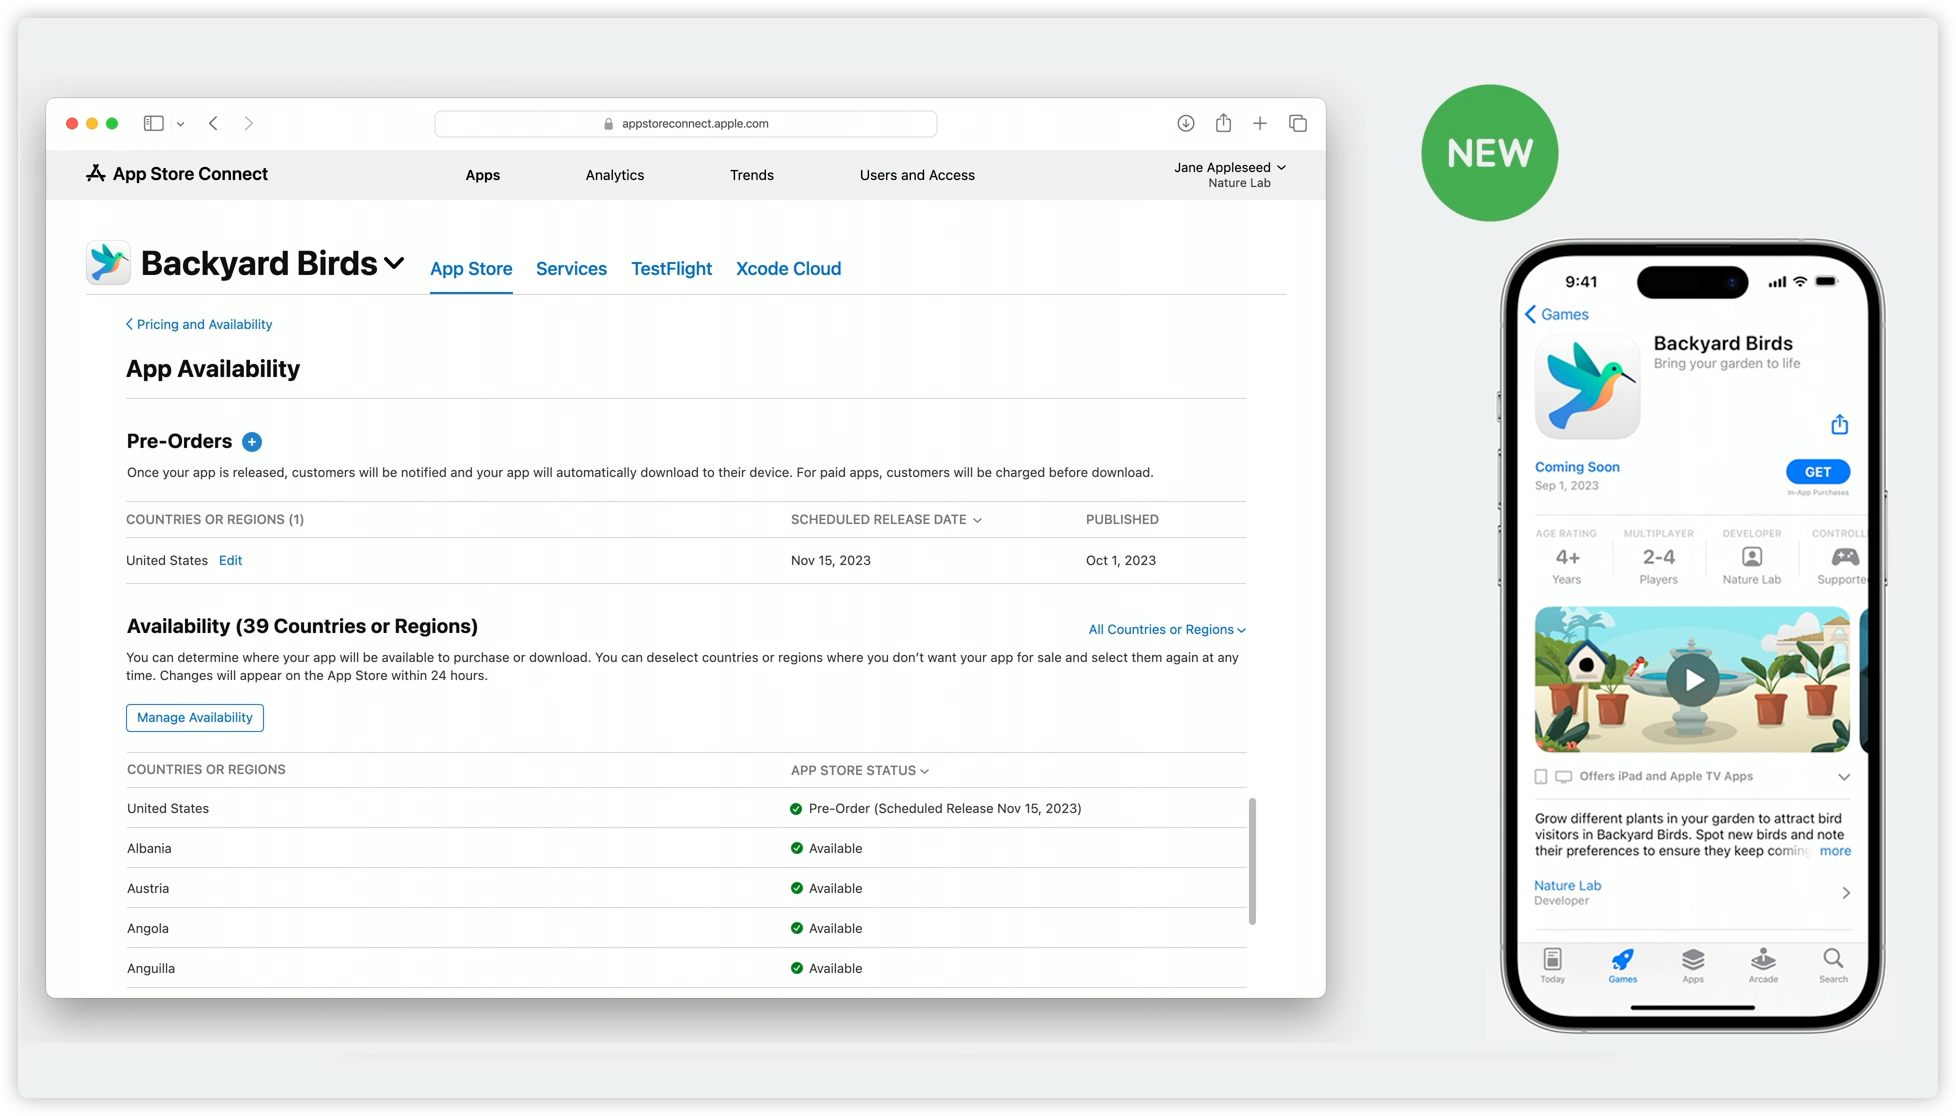 appstoreconnect.apple.com
App Store Connect
Apps
Analytics
Trends
Users and Access
Jane Appleseed
Nature Lab
Backyard Birds
App Store
Services
TestFlight
Xcode Cloud
Pricing and Availability
App Availability
Pre-Orders
Once your app is released, customers will be notified and your app will automatically download to their device. For paid apps, customers will be charged before download.
COUNTRIES OR REGIONS (1)
SCHEDULED RELEASE DATE
PUBLISHED
United States
Edit
Nov 15, 2023
Oct 1, 2023
Availability (39 Countries or Regions)
All Countries or Regions
You can determine where your app will be available to purchase or download. You can deselect countries or regions where you don’t want your app for sale and select them again at any
time. Changes will appear on the App Store within 24 hours.
Manage Availability
COUNTRIES OR REGIONS
APP STORE STATUS
United States
Pre-Order (Scheduled Release Nov 15, 2023)
Albania
Available
Austria
Available
Angola
Available
Anguilla
Available
NEW
9:41
Games
Backyard Birds
Bring your garden to life
Coming Soon
Sep 1, 2023
GET
In-App Purchases
AGE RATING
4+
Years
MULTIPLAYER
2-4
Players
DEVELOPER
Nature Lab
CONTROLL
Supporte
Offers iPad and Apple TV Apps
Grow different plants in your garden to attract bird
visitors in Backyard Birds. Spot new birds and note
their preferences to ensure they keep coming more
Nature Lab
Developer
Today
Games
Apps
Arcade
Search